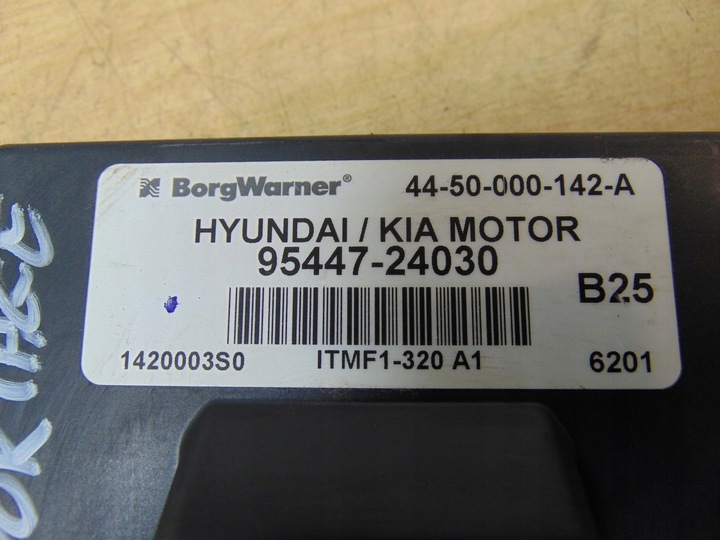 BorgWarner® 44-50-000-142-A
HYUNDAI / KIA MOTOR
95447-24030
B25
1420003S0 ITMF1-320 A1 6201